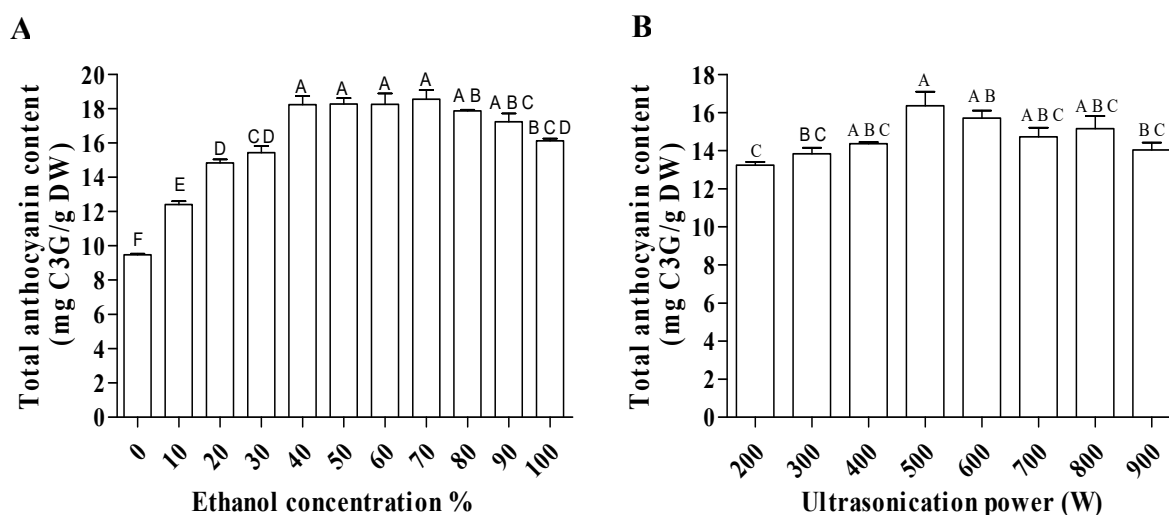 A
Total anthocyanin content
(mg C3G/g DW)
20
18
16
14
12
10
8
6
4
2
0
F
E
D
CD
A
A
A
A
AB
ABC
BCD
0
10
20
30
40
50
60
70
80
90
100
Ethanol concentration %
B
Total anthocyanin content
(mg C3G/g DW)
18
16
14
12
10
8
6
4
2
0
C
BC
ABC
A
AB
ABC
ABC
BC
200
300
400
500
600
700
800
900
Ultrasonication power (W)